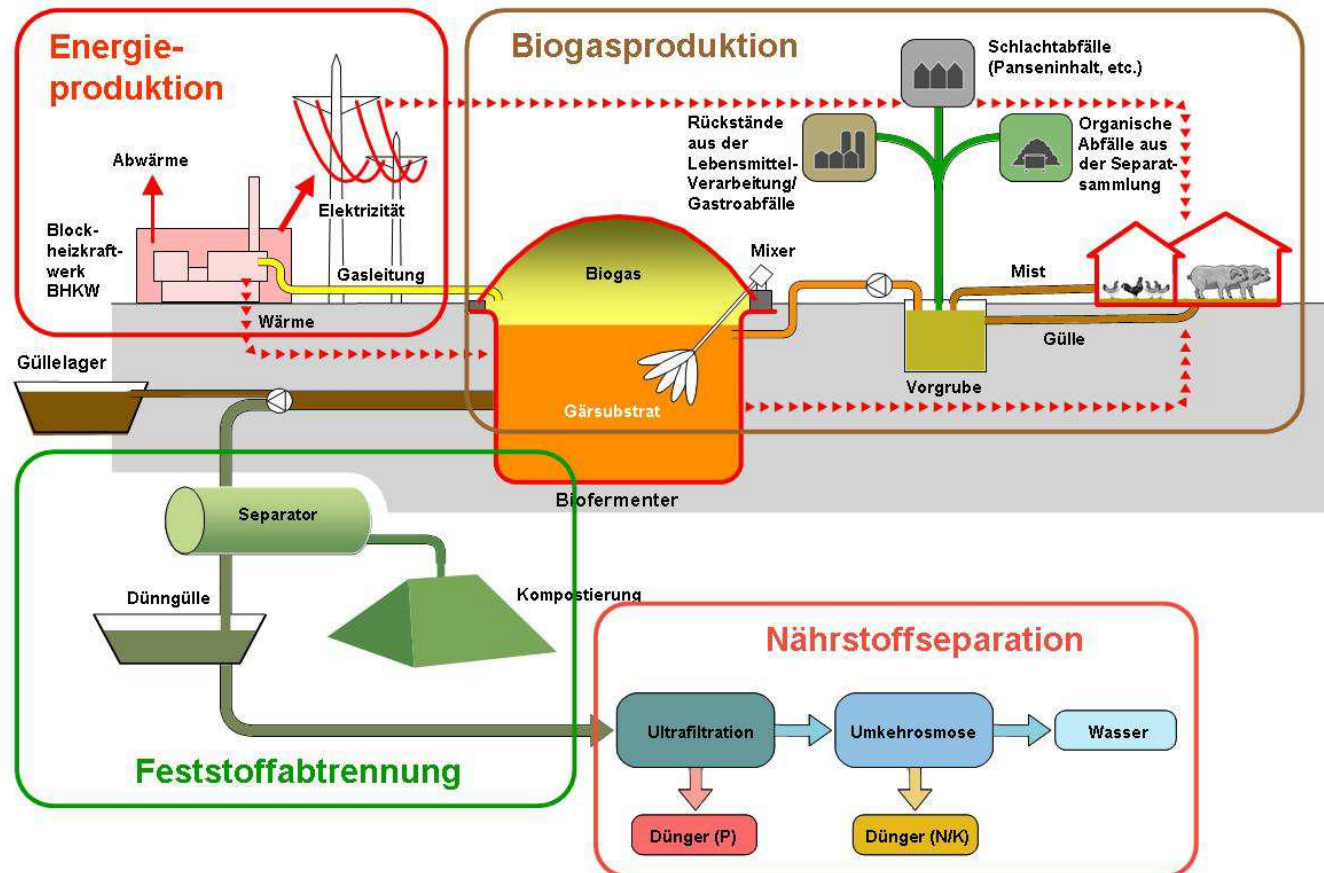 Energie-
produktion
Abwärme
Block-
heizkraft-
werk
BHKW
Elektrizität
Gasleitung
Wärme
Biogasproduktion
Schlachtabfälle
(Panseninhalt, etc.)
Rückstände
aus der
Lebensmittel-
Verarbeitung/
Gastroabfälle
Organische
Abfälle aus
der Separat-
sammlung
Mixer
Biogas
Mist
Gülle
Vorgrube
Gärsubstrat
Biofermenter
Güllelager
Separator
Dünngülle
Kompostierung
Feststoffabtrennung
Nährstoffseparation
Ultrafiltration
Umkehrosmose
Wasser
Dünger (P)
Dünger (N/K)